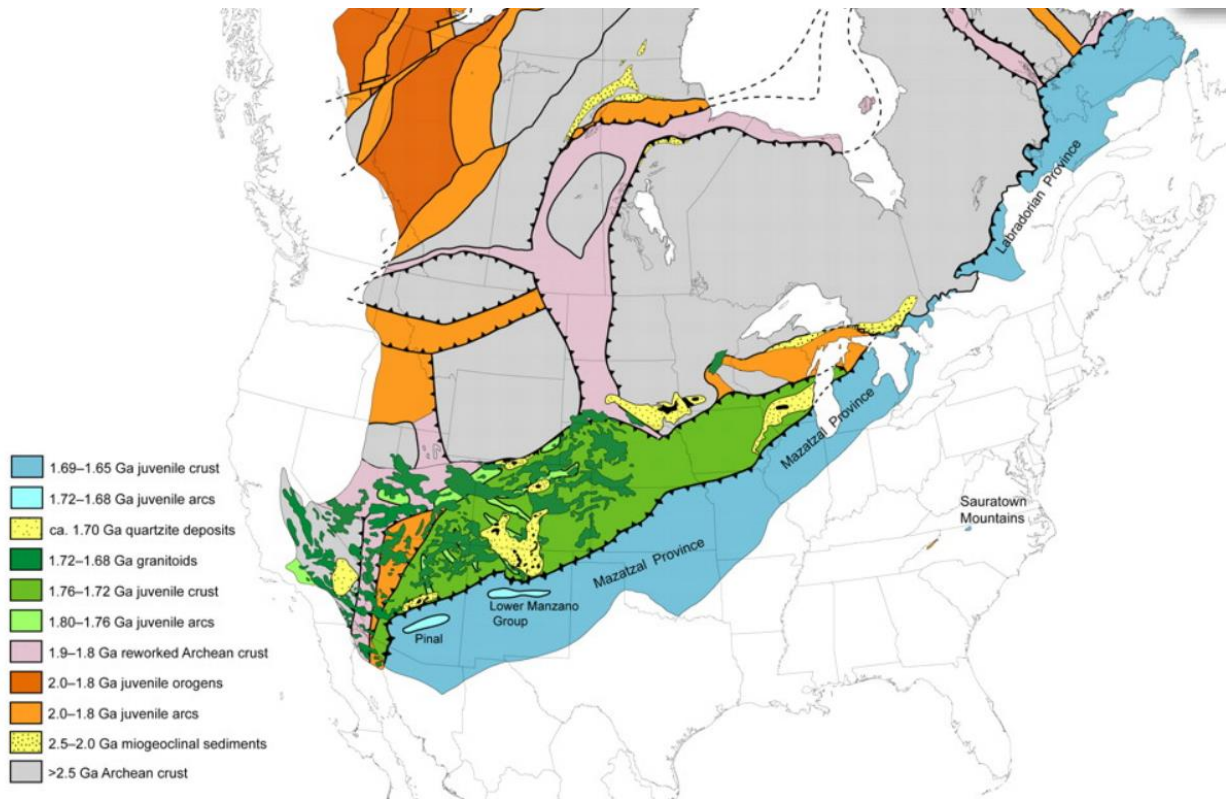 Labradorian Province
Mazatzal Province
Sauratown
Mountains
Mazatzal Province
Lower Manzano
Group
Pinal
1.69–1.65 Ga juvenile crust
1.72–1.68 Ga juvenile arcs
ca. 1.70 Ga quartzite deposits
1.72–1.68 Ga granitoids
1.76–1.72 Ga juvenile crust
1.80–1.76 Ga juvenile arcs
1.9–1.8 Ga reworked Archean crust
2.0–1.8 Ga juvenile orogens
2.0–1.8 Ga juvenile arcs
2.5–2.0 Ga miogeoclinal sediments
>2.5 Ga Archean crust